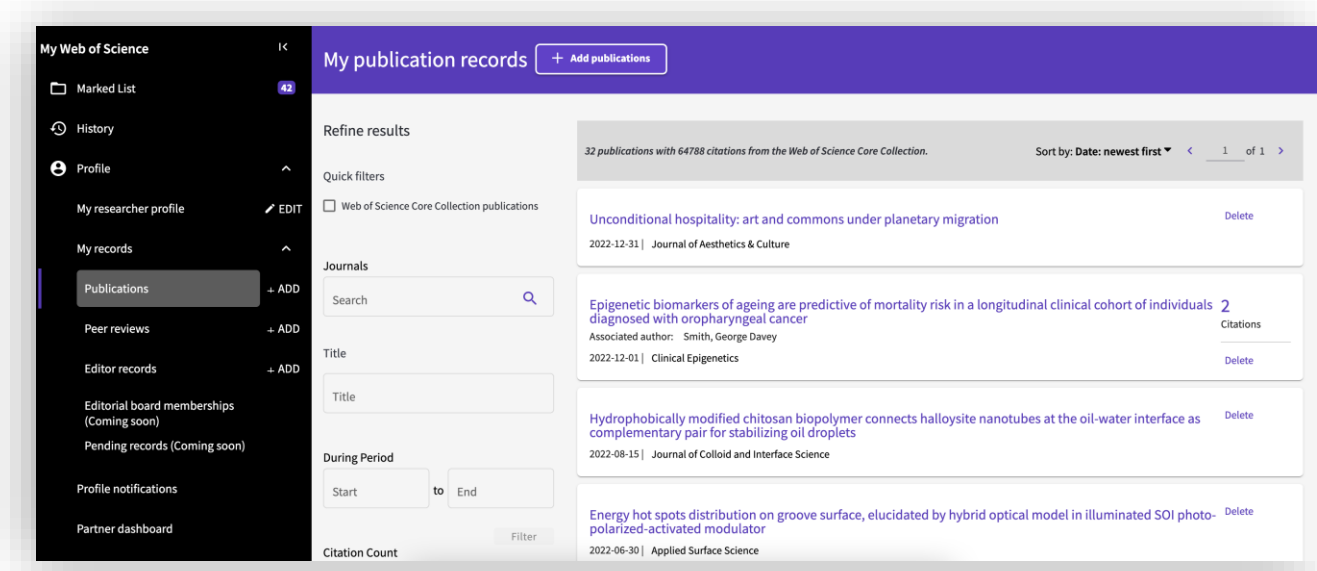 My Web of Science
Marked List 42
History
Profile
My researcher profile EDIT
My records
Publications + ADD
Peer reviews + ADD
Editor records + ADD
Editorial board memberships
(Coming soon)
Pending records (Coming soon)
Profile notifications
Partner dashboard
My publication records + Add publications
Refine results
Quick filters
Web of Science Core Collection publications
Journals
Search
Title
Title
During Period
Start to End
Filter
Citation Count
32 publications with 64788 citations from the Web of Science Core Collection. Sort by: Date: newest first < 1 of 1 >
Unconditional hospitality: art and commons under planetary migration Delete
2022-12-31 | Journal of Aesthetics & Culture
Epigenetic biomarkers of ageing are predictive of mortality risk in a longitudinal clinical cohort of individuals 2
diagnosed with oropharyngeal cancer Citations
Associated author: Smith, George Davey
2022-12-01 | Clinical Epigenetics Delete
Hydrophobically modified chitosan biopolymer connects halloysite nanotubes at the oil-water interface as Delete
complementary pair for stabilizing oil droplets
2022-08-15 | Journal of Colloid and Interface Science
Energy hot spots distribution on groove surface, elucidated by hybrid optical model in illuminated SOI photo- Delete
polarized-activated modulator
2022-06-30 | Applied Surface Science